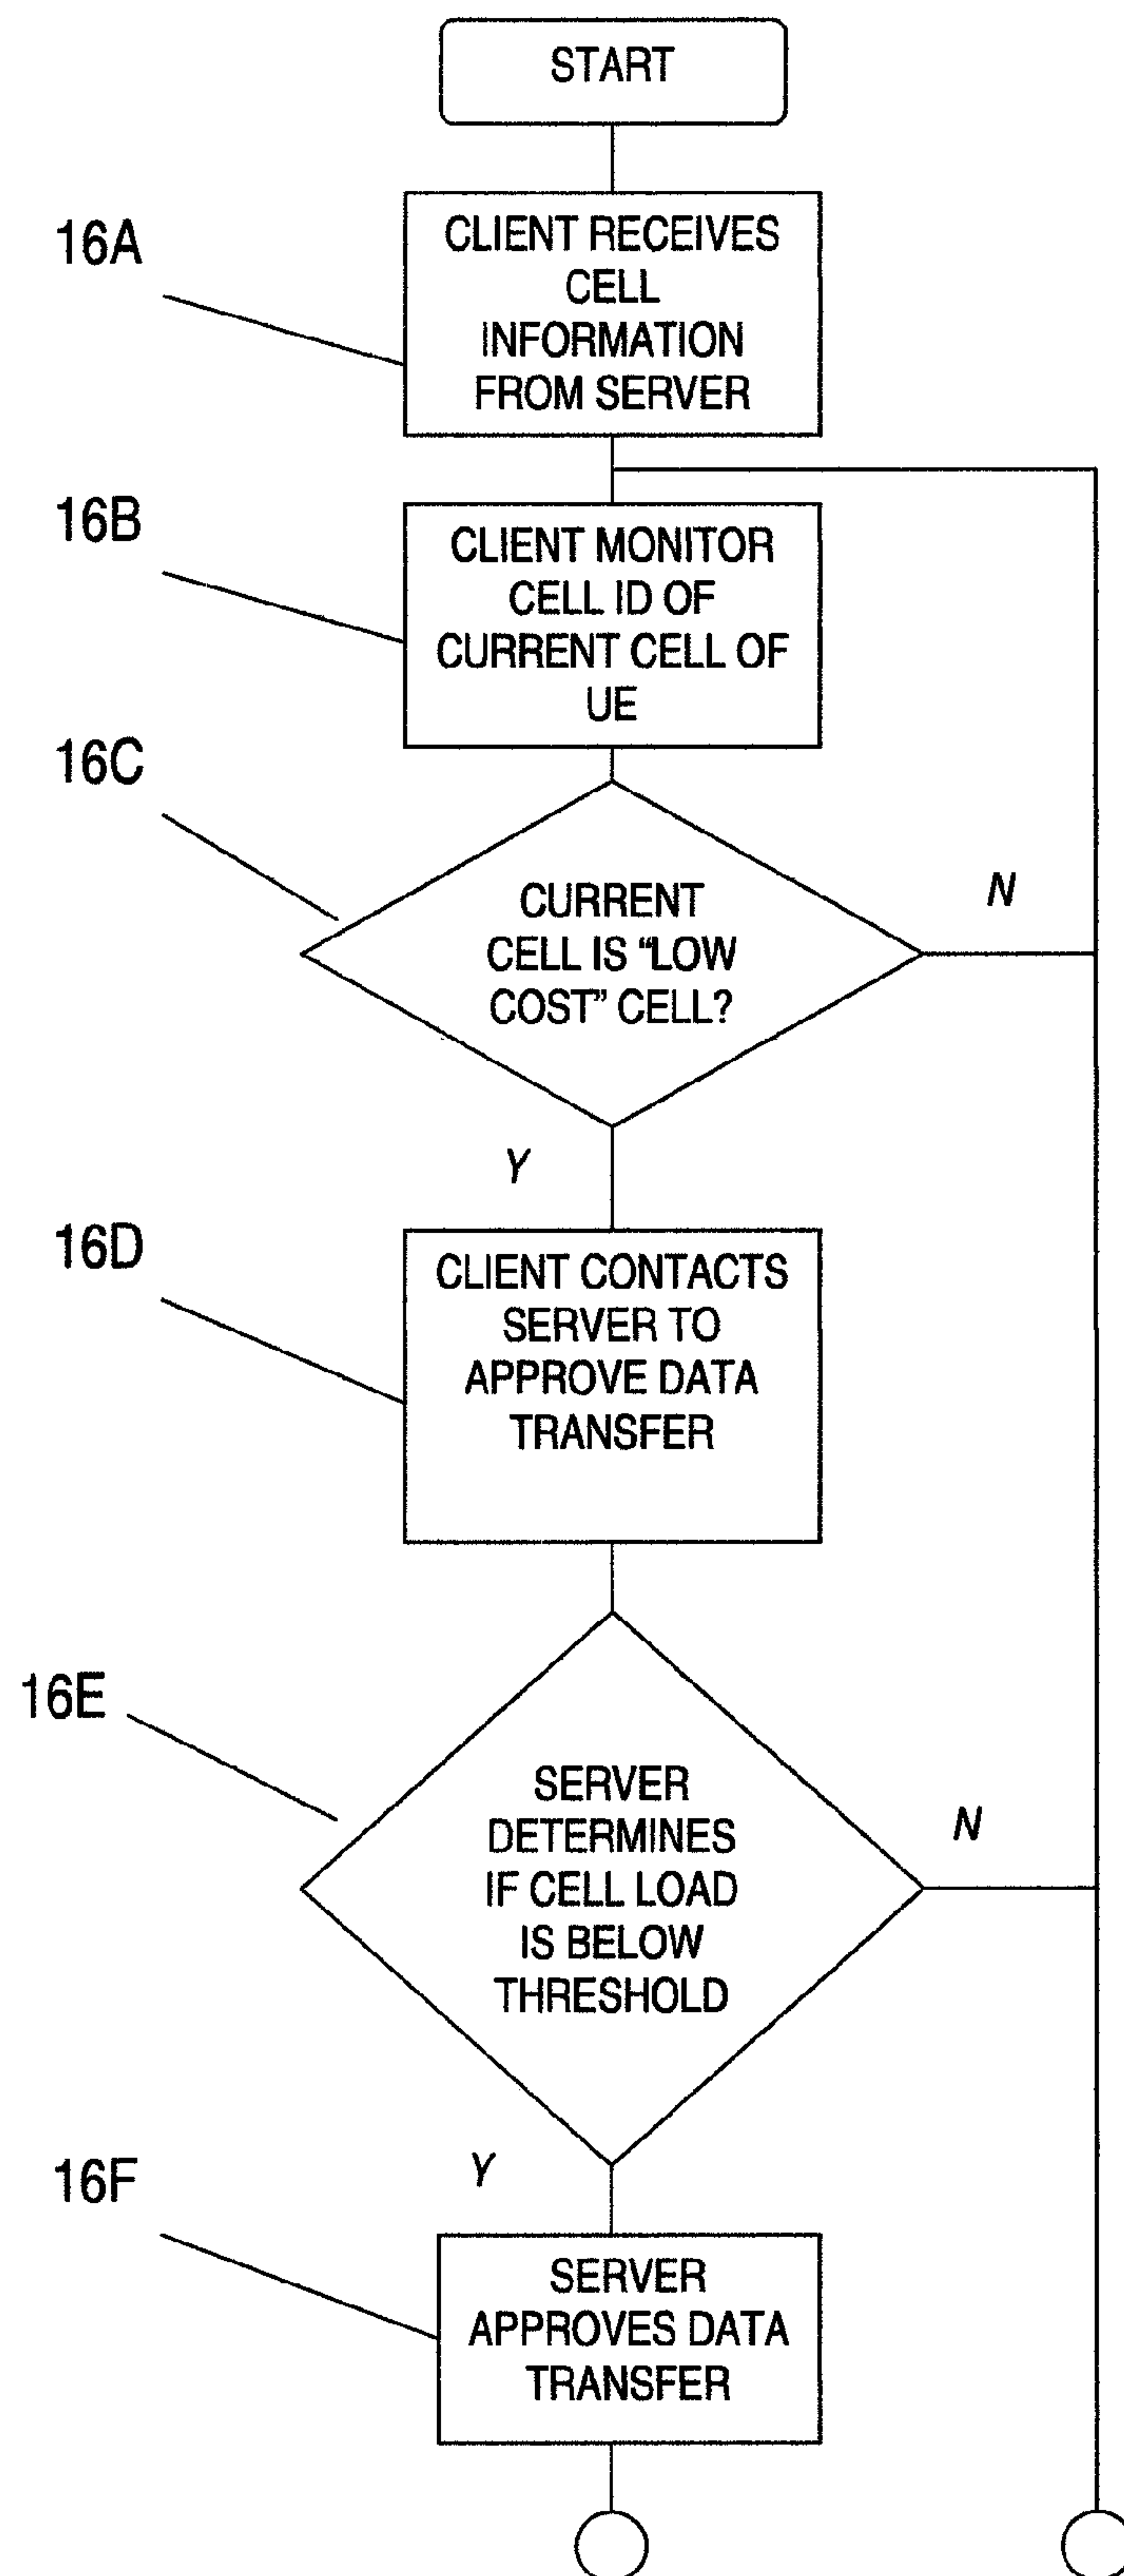 START
16A
CLIENT RECEIVES
CELL
INFORMATION
FROM SERVER
16B
CLIENT MONITOR
CELL ID OF
CURRENT CELL OF
UE
16C
CURRENT
CELL IS “LOW
COST” CELL?
N
Y
16D
CLIENT CONTACTS
SERVER TO
APPROVE DATA
TRANSFER
16E
SERVER
DETERMINES
IF CELL LOAD
IS BELOW
THRESHOLD
N
Y
16F
SERVER
APPROVES DATA
TRANSFER